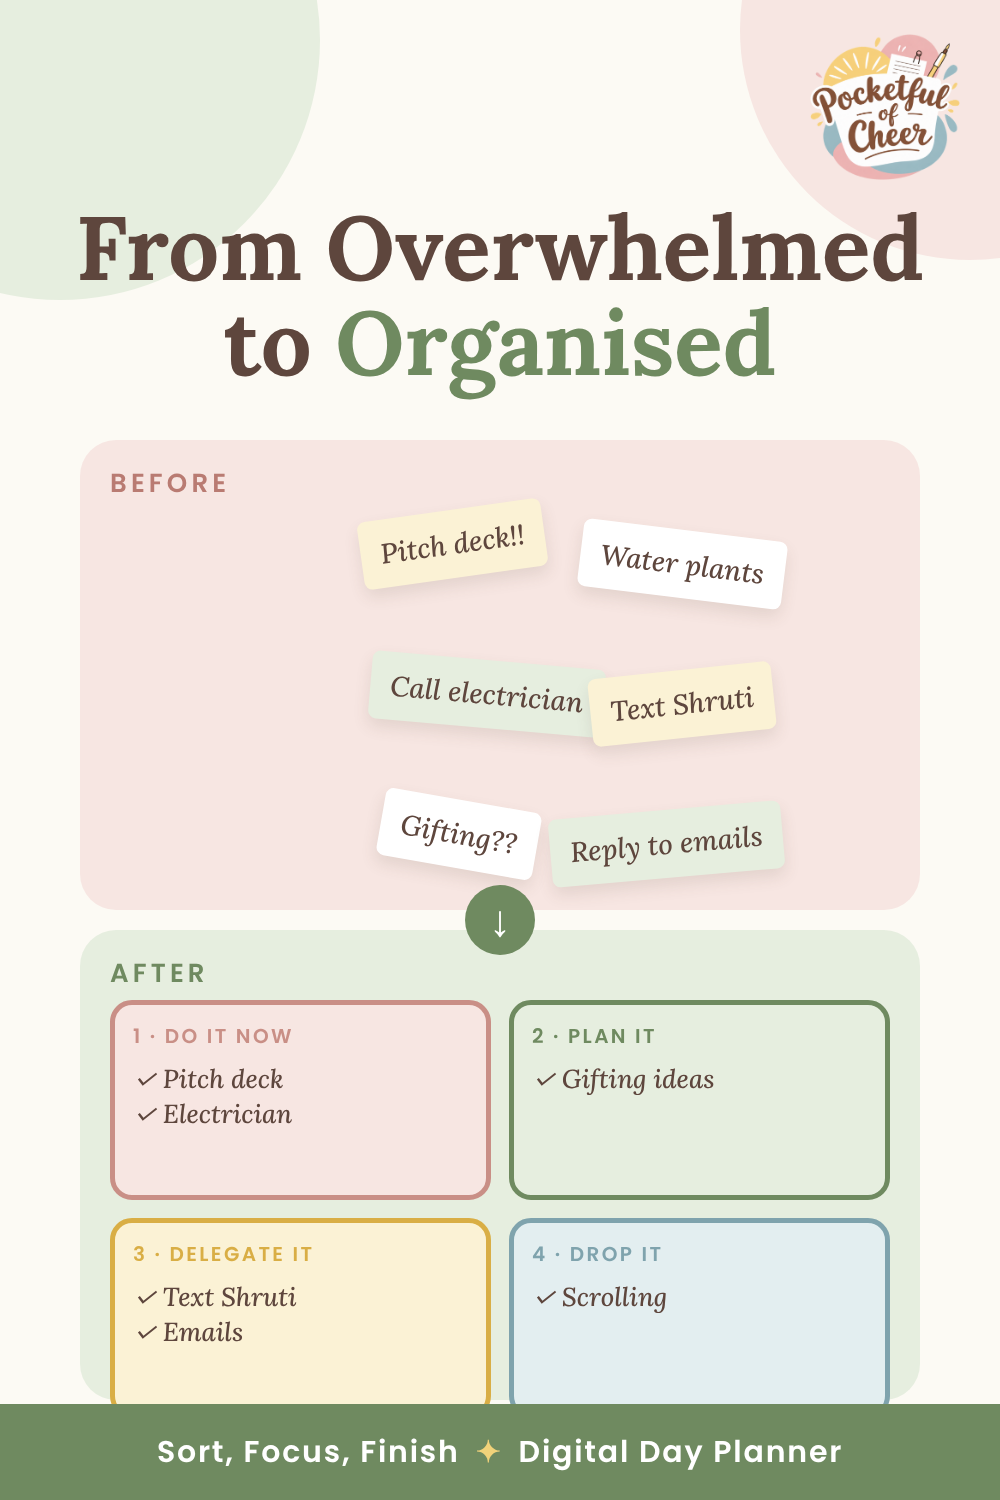 Pocketful
of
Cheer
From Overwhelmed
to Organised
BEFORE
Pitch deck!!
Water plants
Call electrician
Text Shruti
Gifting??
Reply to emails
↓
AFTER
1 · DO IT NOW
✓ Pitch deck
✓ Electrician
2 · PLAN IT
✓ Gifting ideas
3 · DELEGATE IT
✓ Text Shruti
✓ Emails
4 · DROP IT
✓ Scrolling
Sort, Focus, Finish ✦ Digital Day Planner